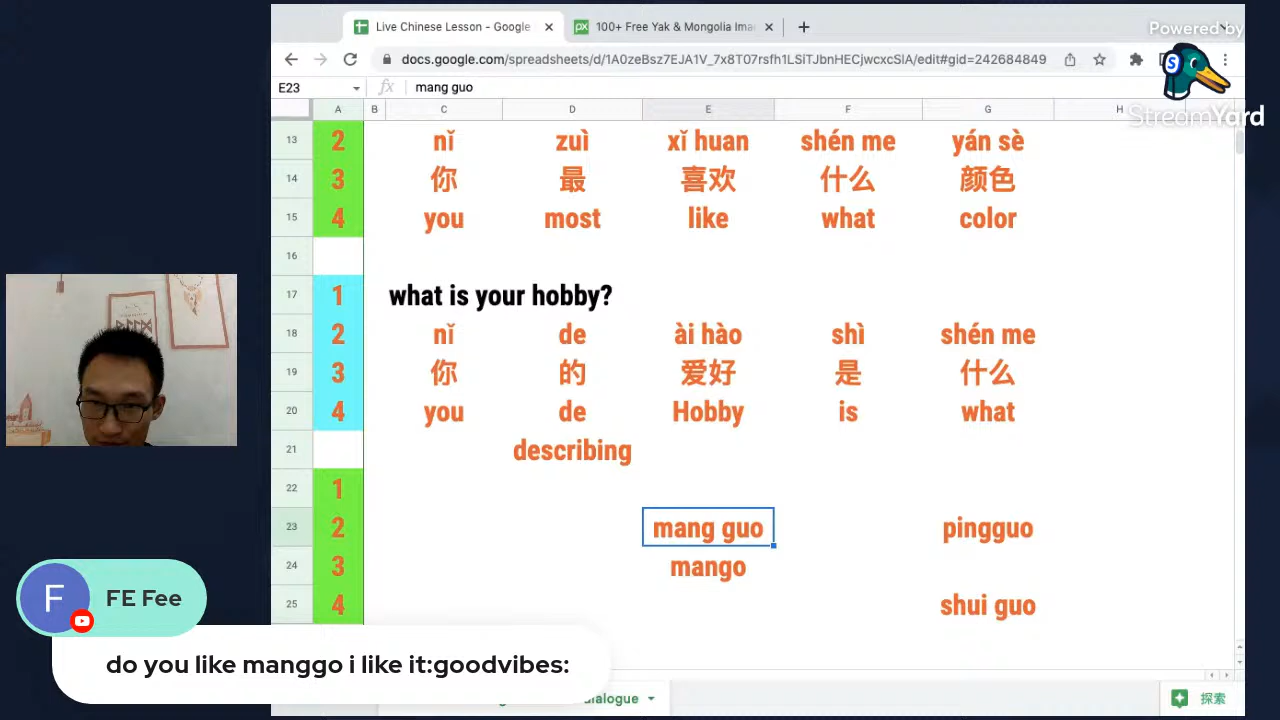 Live Chinese Lesson - Google
100+ Free Yak & Mongolia Ima
Powered by
docs.google.com/spreadsheets/d/1A0zeBsz7EJA1V_7x8T07rsfh1LSiTJbnHECjwcxcSlA/edit#gid=242684849
StreamYard
E23 fx mang guo
A B C D E F G H
13 2 nǐ zuì xǐ huan shén me yán sè
14 3 你 最 喜欢 什么 颜色
15 4 you most like what color
16
17 1 what is your hobby?
18 2 nǐ de ài hào shì shén me
19 3 你 的 爱好 是 什么
20 4 you de Hobby is what
21 describing
22 1
23 2 mang guo pingguo
24 3 mango
25 4 shui guo
F FE Fee
do you like manggo i like it:goodvibes:
dialogue
探索